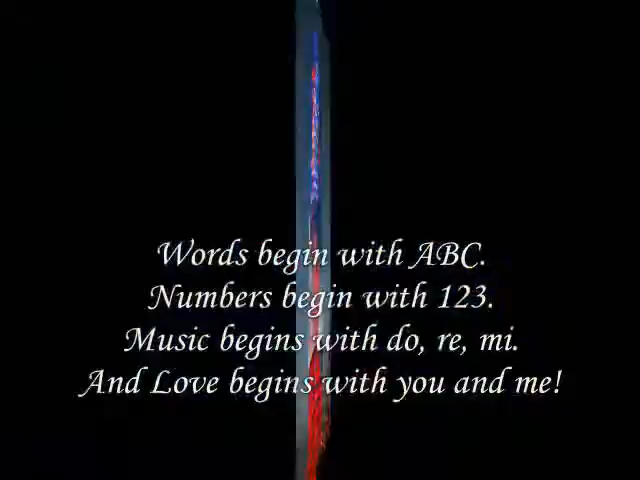 Words begin with ABC.
Numbers begin with 123.
Music begins with do, re, mi.
And Love begins with you and me!